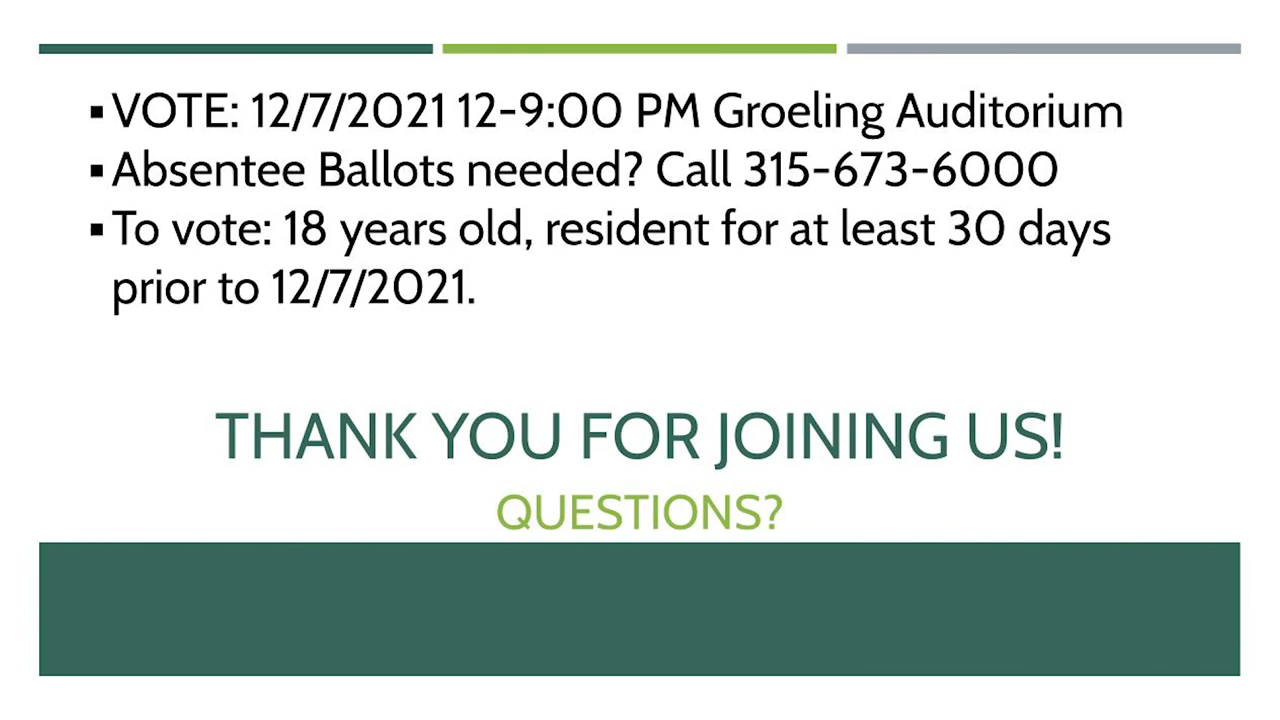 ▪VOTE: 12/7/2021 12-9:00 PM Groeling Auditorium
▪Absentee Ballots needed? Call 315-673-6000
▪To vote: 18 years old, resident for at least 30 days
prior to 12/7/2021.
THANK YOU FOR JOINING US!
QUESTIONS?